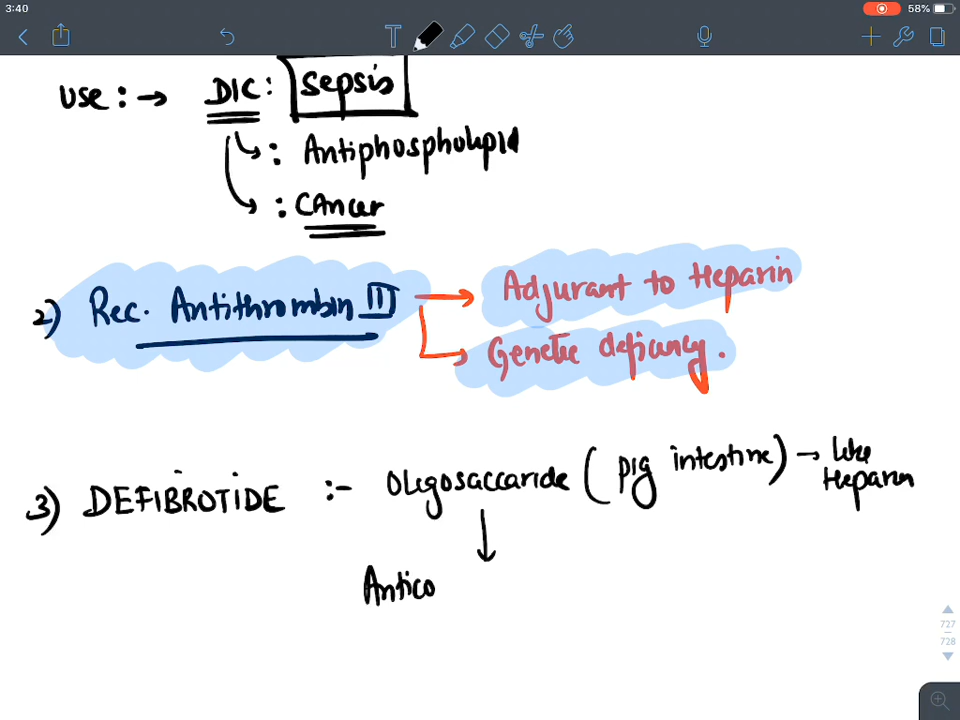 3:40
58%
T
Use : → DIC : Sepsis
: Antiphospholipid
: Cancer
2) Rec. Antithrombin III → Adjuvant to Heparin
→ Genetic deficancy.
3) DEFIBROTIDE :- Oligosaccaride (pig intestine) → like Heparin
Antico
727
728